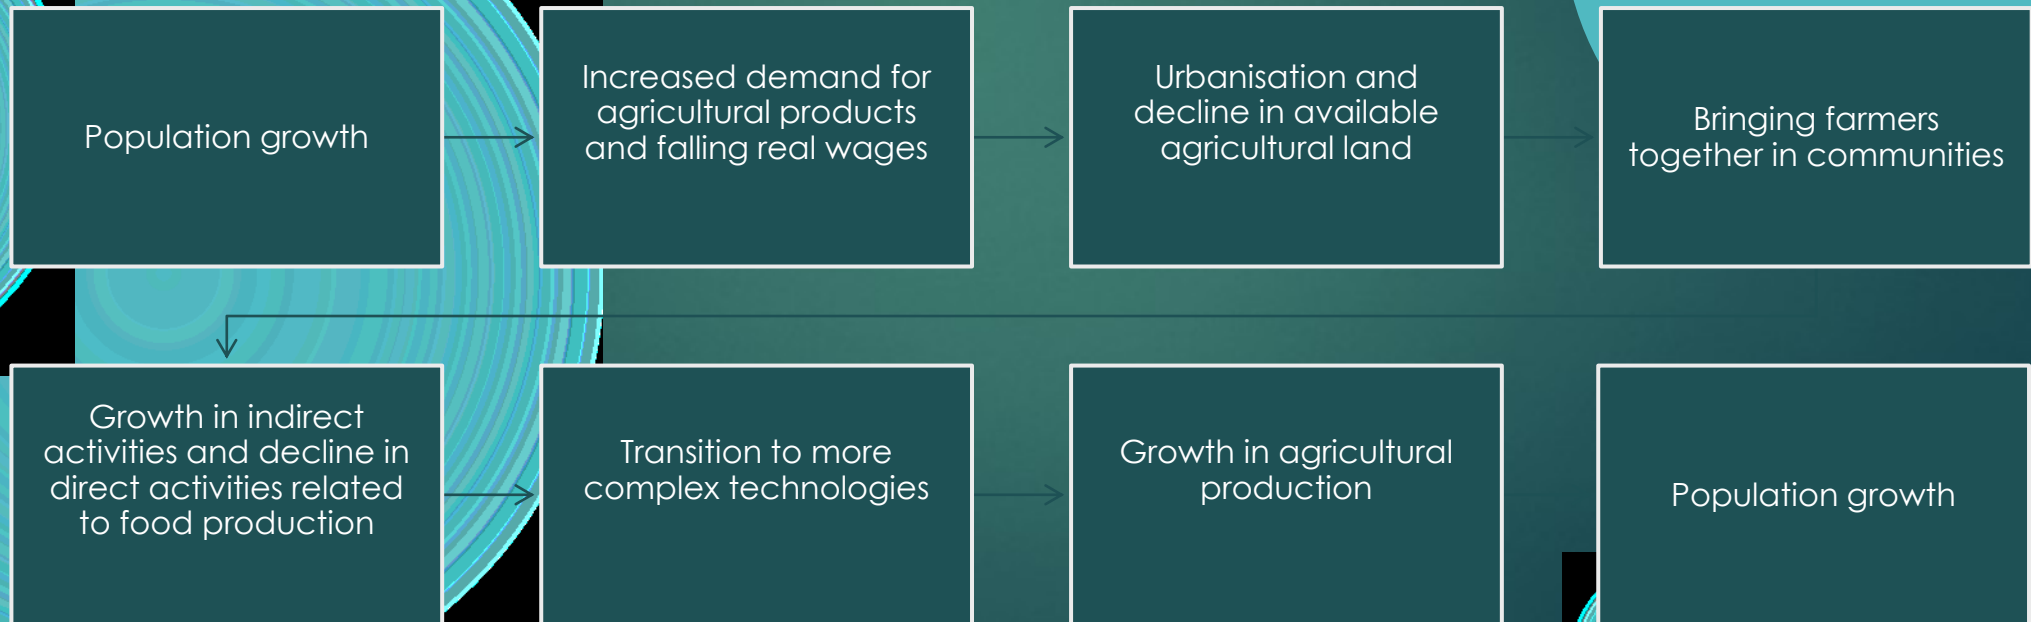 Population growth
Increased demand for
agricultural products
and falling real wages
Urbanisation and
decline in available
agricultural land
Bringing farmers
together in communities
Growth in indirect
activities and decline in
direct activities related
to food production
Transition to more
complex technologies
Growth in agricultural
production
Population growth